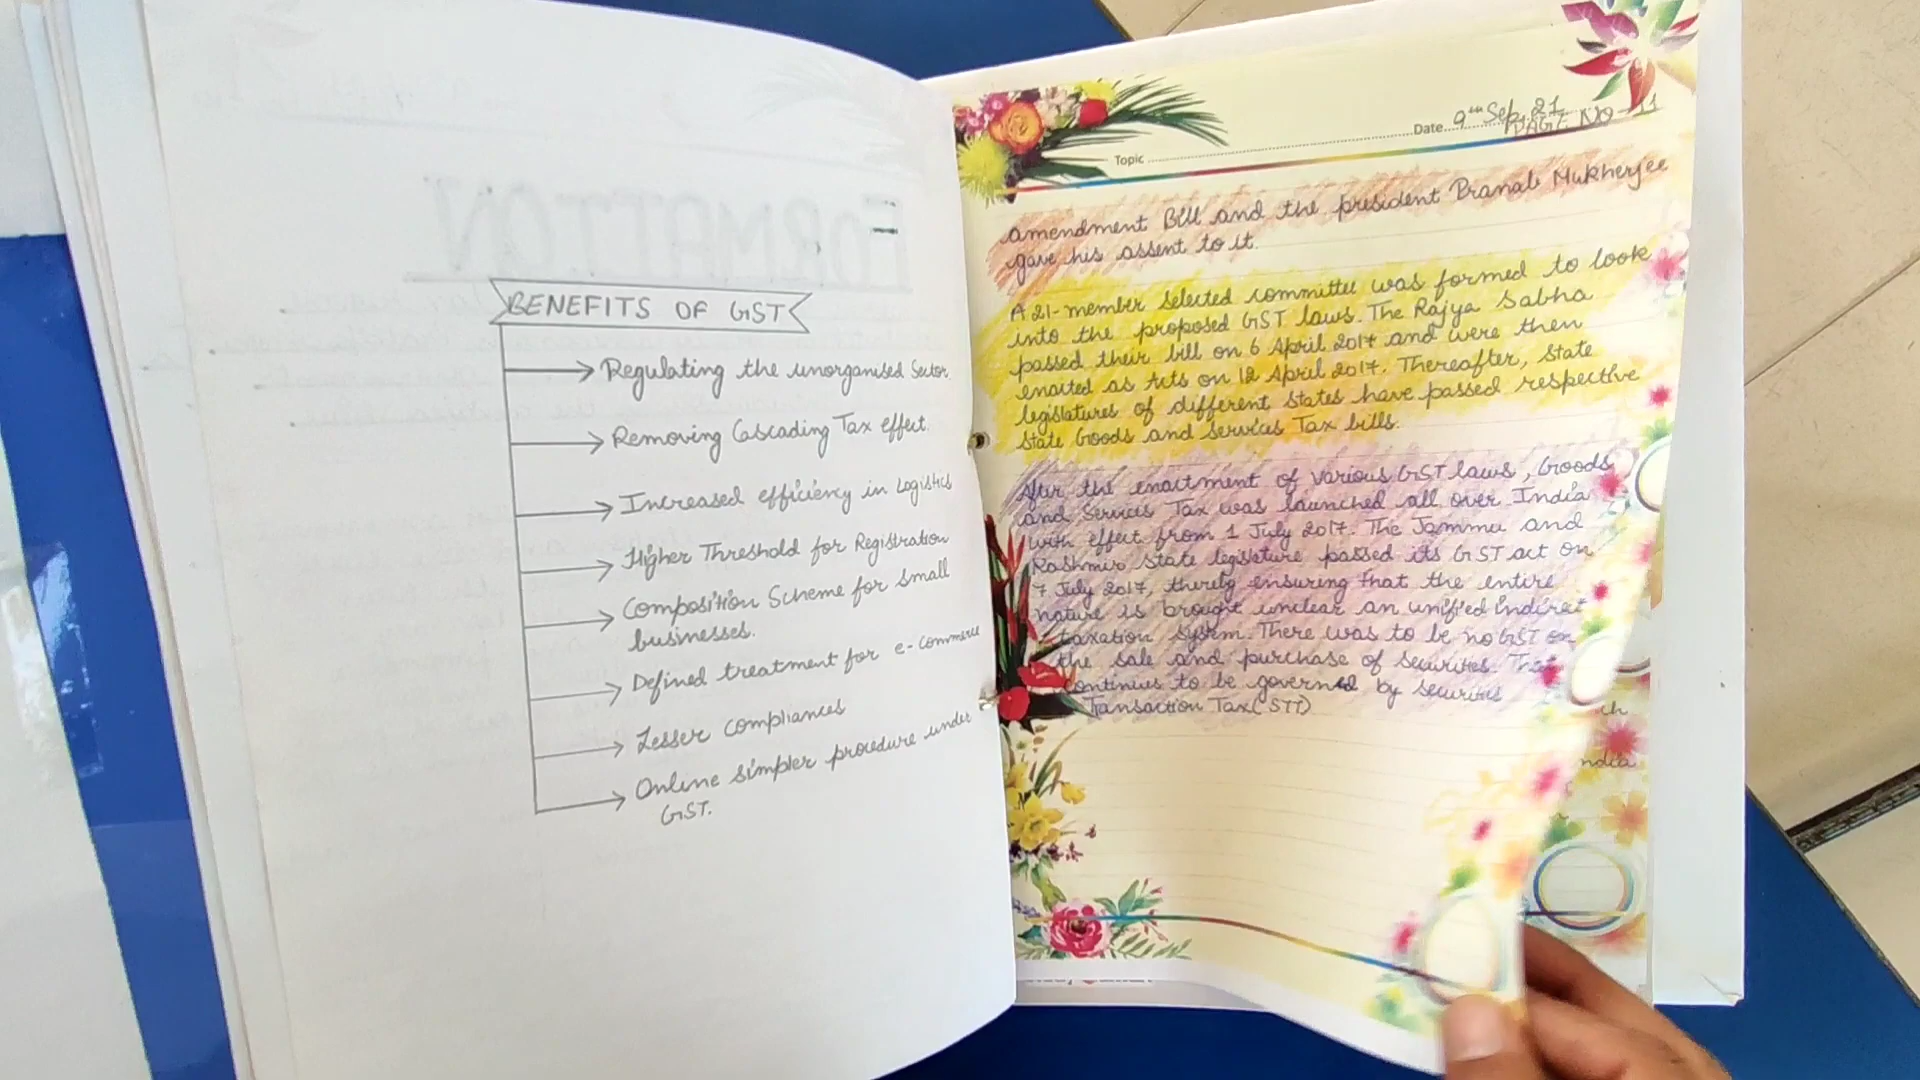 BENEFITS OF GST
Regulating the unorganised Sector
Removing Cascading Tax effect.
Increased efficiency in Logistics
Higher Threshold for Registration
Composition Scheme for small
businesses.
Defined treatment for e-commerce
Lesser compliances
Online simpler procedure under
GST.
Date 9th Sep, 21
PAGE NO - 11
Topic
amendment Bill and the president Pranab Mukherjee
gave his assent to it.
A 21-member selected committee was formed to look
into the proposed GST laws. The Rajya Sabha
passed their bill on 6 April 2017 and were then
enacted as Acts on 12 April 2017. Thereafter, State
legislatures of different states have passed respective
State Goods and Services Tax bills.
After the enactment of various GST laws, Goods
and Services Tax was launched all over India
with effect from 1 July 2017. The Jammu and
Kashmir state legislature passed its GST act on
7 July 2017, thereby ensuring that the entire
nature is brought unclear an unified indirect
taxation system. There was to be no GST on
the sale and purchase of securities.
continues to be governed by securities
Transaction Tax(STT)
ndia
FORMATION